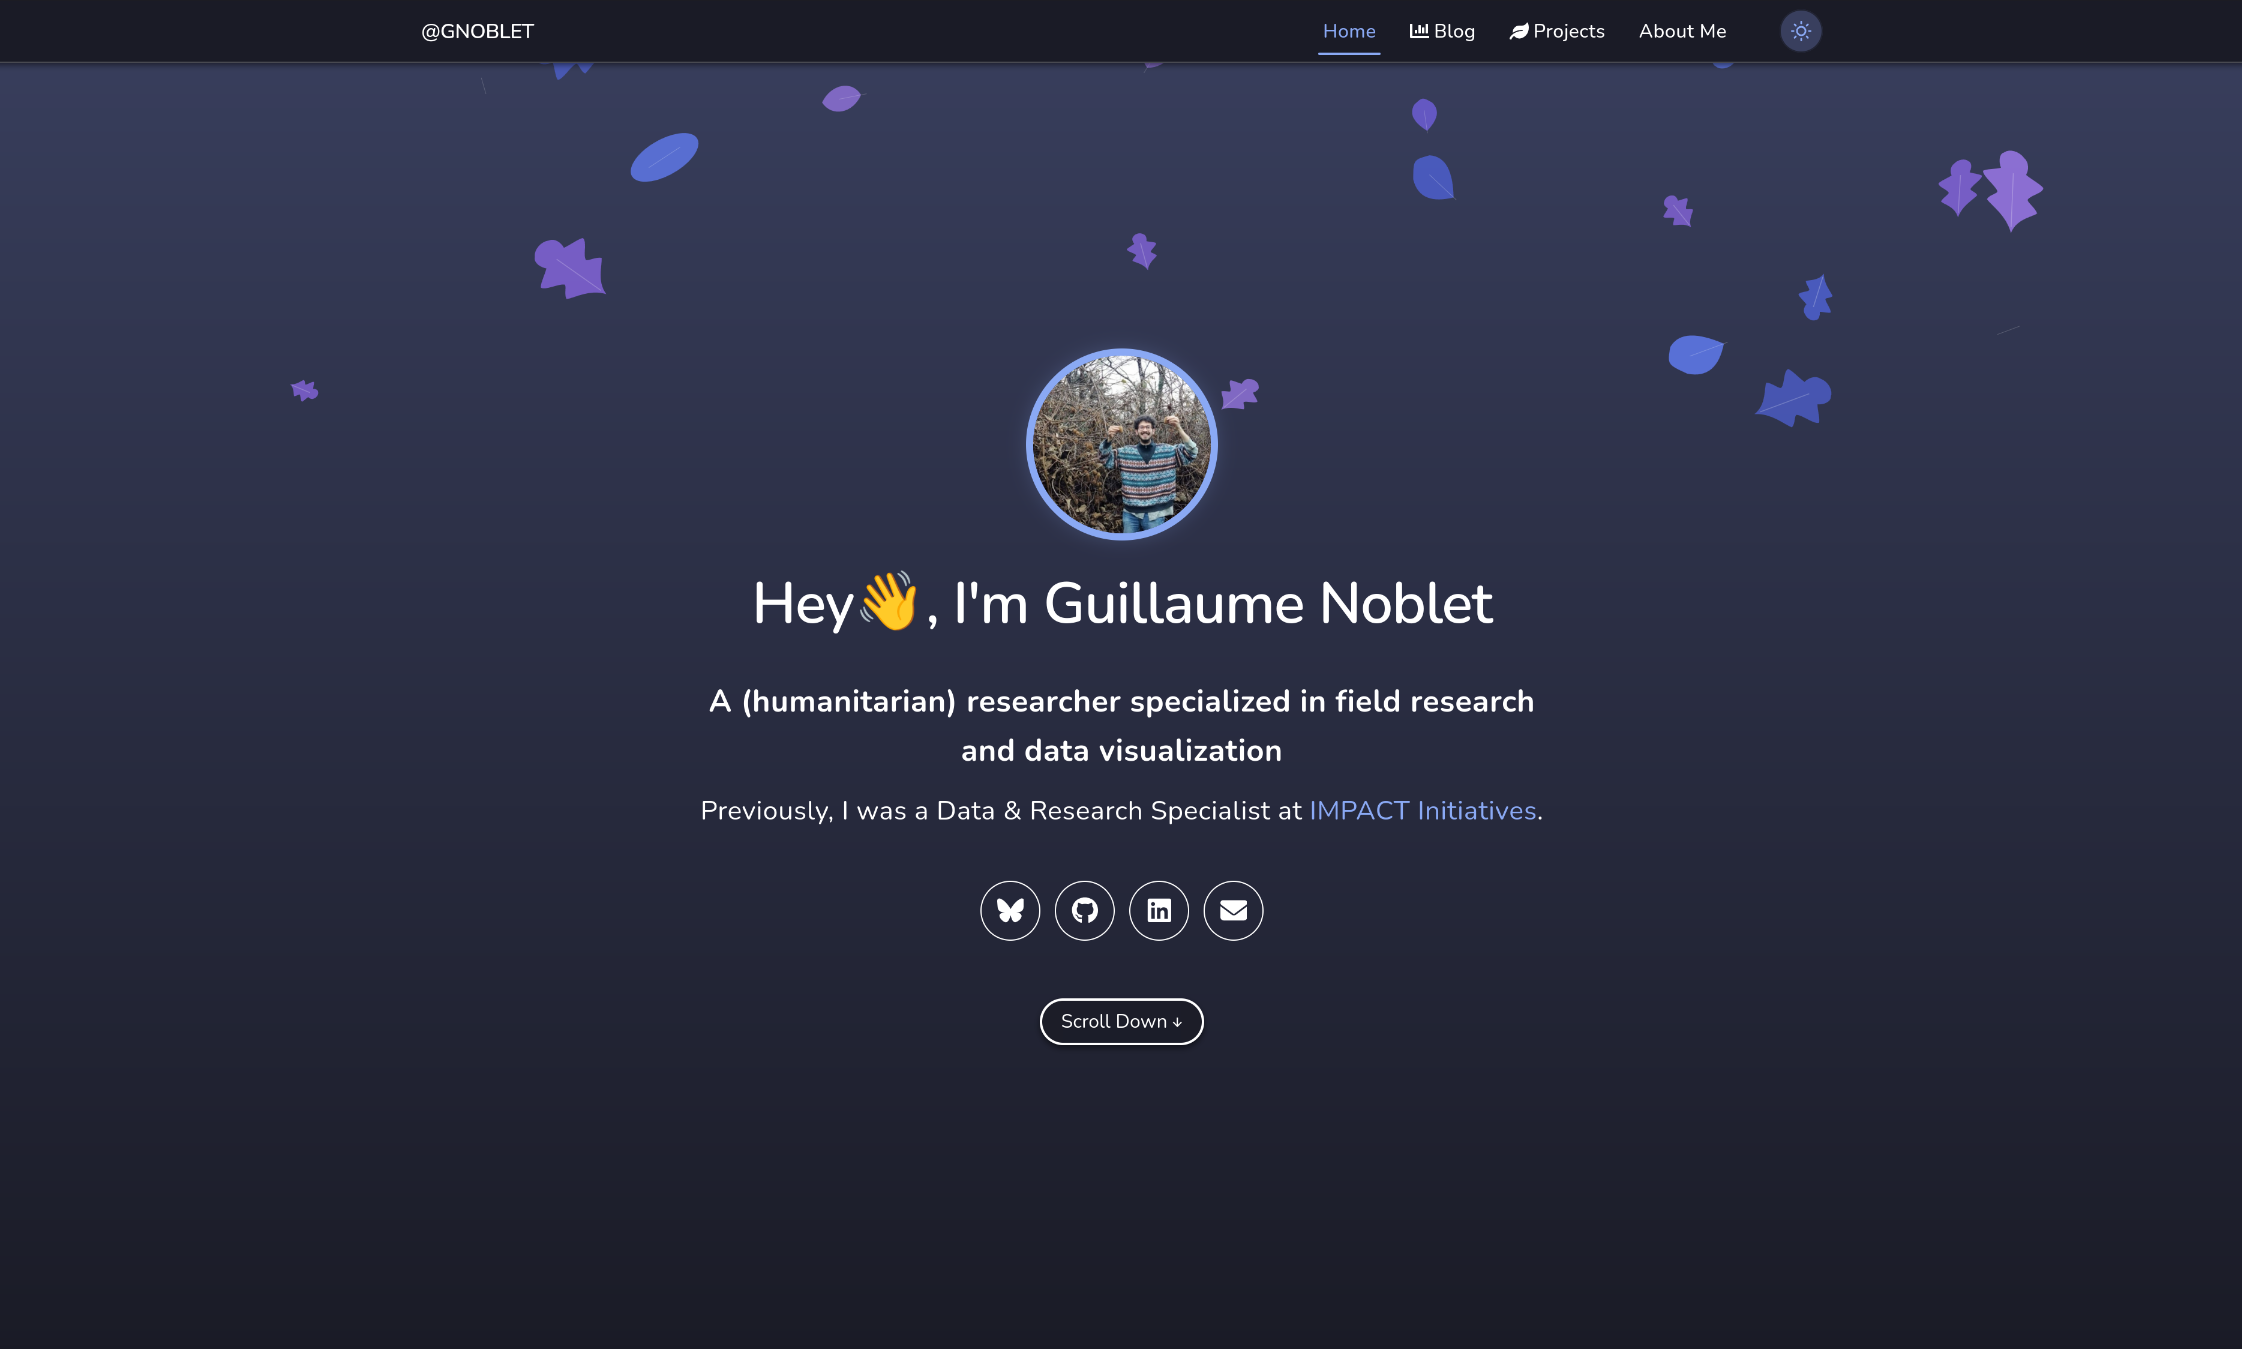 @GNOBLET
Home
Blog
Projects
About Me
Hey👋, I'm Guillaume Noblet
A (humanitarian) researcher specialized in field research
and data visualization
Previously, I was a Data & Research Specialist at IMPACT Initiatives.
in
Scroll Down ↓